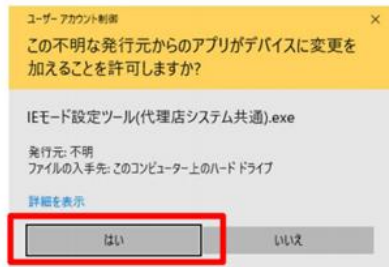 ユーザー アカウント制御
×
この不明な発行元からのアプリがデバイスに変更を
加えることを許可しますか?
IEモード設定ツール(代理店システム共通).exe
発行元: 不明
ファイルの入手先: このコンピューター上のハード ドライブ
詳細を表示
はい
いいえ